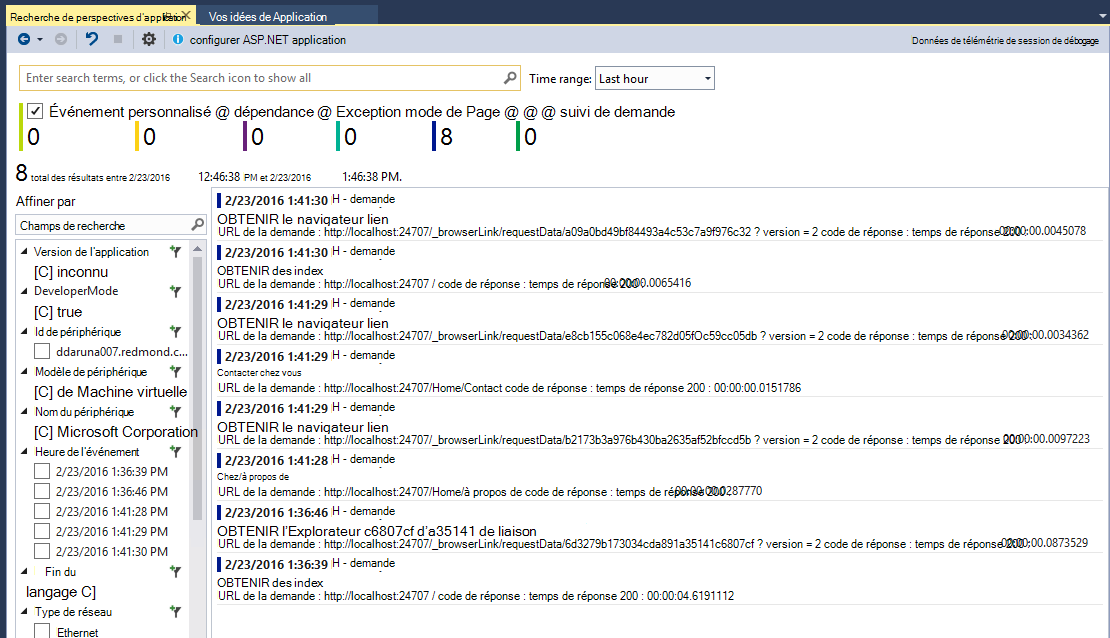 Recherche de perspectives d'application
Vos idées de Application
configurer ASP.NET application
Données de télémétrie de session de débogage
Enter search terms, or click the Search icon to show all
Time range: Last hour
Événement personnalisé @ dépendance @ Exception mode de Page @ @ @ suivi de demande
0 0 0 0 8 0
8 total des résultats entre 2/23/2016 12:46:38 PM et 2/23/2016 1:46:38 PM.
Affiner par
Champs de recherche
Version de l'application
[C] inconnu
DeveloperMode
[C] true
Id de périphérique
ddaruna007.redmond.c...
Modèle de périphérique
[C] de Machine virtuelle
Nom du périphérique
[C] Microsoft Corporation
Heure de l'événement
2/23/2016 1:36:39 PM
2/23/2016 1:36:46 PM
2/23/2016 1:41:28 PM
2/23/2016 1:41:29 PM
2/23/2016 1:41:30 PM
Fin du
langage C]
Type de réseau
Ethernet
2/23/2016 1:41:30 H - demande
OBTENIR le navigateur lien
URL de la demande : http://localhost:24707/_browserLink/requestData/a09a0bd49bf84493a4c53c7a9f976c32 ? version = 2 code de réponse : temps de réponse 200 : 00:00:00.0045078
2/23/2016 1:41:30 H - demande
OBTENIR des index
URL de la demande : http://localhost:24707 / code de réponse : temps de réponse 200 : 00:00:00.0065416
2/23/2016 1:41:29 H - demande
OBTENIR le navigateur lien
URL de la demande : http://localhost:24707/_browserLink/requestData/e8cb155c068e4ec782d05fOc59cc05db ? version = 2 code de réponse : temps de réponse 200 : 00:00:00.0034362
2/23/2016 1:41:29 H - demande
Contacter chez vous
URL de la demande : http://localhost:24707/Home/Contact code de réponse : temps de réponse 200 : 00:00:00.0151786
2/23/2016 1:41:29 H - demande
OBTENIR le navigateur lien
URL de la demande : http://localhost:24707/_browserLink/requestData/b2173b3a976b430ba2635af52bfccd5b ? version = 2 code de réponse : temps de réponse 200 : 00:00:00.0097223
2/23/2016 1:41:28 H - demande
Chez/à propos de
URL de la demande : http://localhost:24707/Home/à propos de code de réponse : temps de réponse 200 : 00:00:00.0287770
2/23/2016 1:36:46 H - demande
OBTENIR l'Explorateur c6807cf d'a35141 de liaison
URL de la demande : http://localhost:24707/_browserLink/requestData/6d3279b173034cda891a35141c6807cf ? version = 2 code de réponse : temps de réponse 200 : 00:00:00.0873529
2/23/2016 1:36:39 H - demande
OBTENIR des index
URL de la demande : http://localhost:24707 / code de réponse : temps de réponse 200 : 00:00:04.6191112